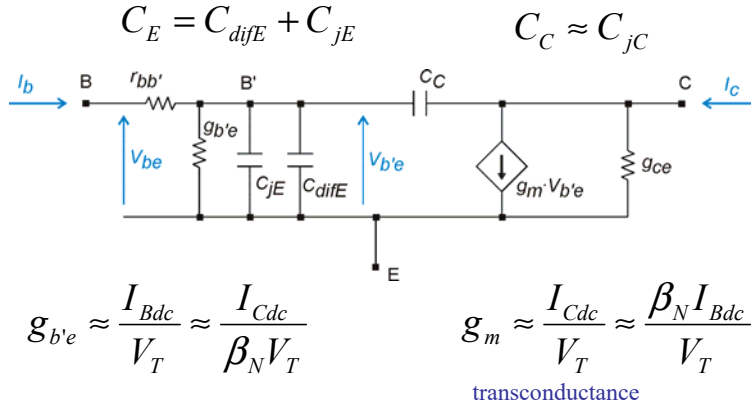 C_E = C_difE + C_jE
C_C ≈ C_jC
I_b
B
r_bb'
B'
C_C
C
I_c
V_be
g_b'e
C_jE
C_difE
V_b'e
g_m·V_b'e
g_ce
E
g_b'e ≈ I_Bdc / V_T ≈ I_Cdc / β_N V_T
g_m ≈ I_Cdc / V_T ≈ β_N I_Bdc / V_T
transconductance